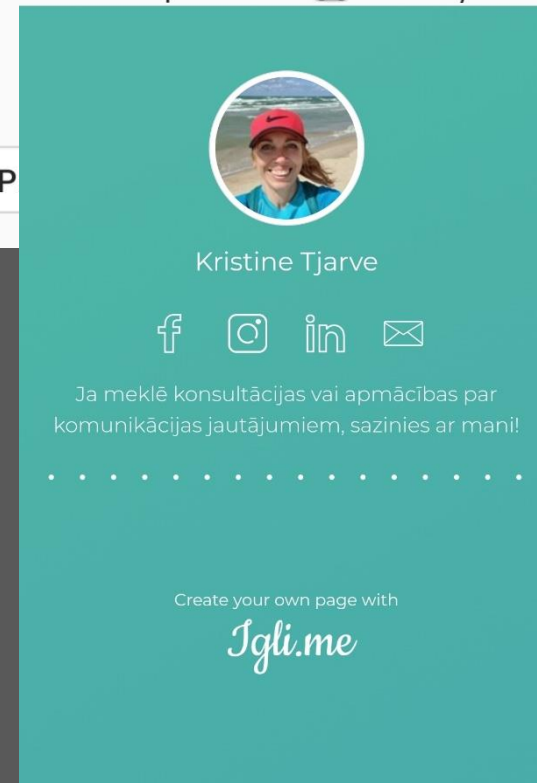 P
Kristine Tjarve
Ja meklē konsultācijas vai apmācības par
komunikācijas jautājumiem, sazinies ar mani!
Create your own page with
Igli.me